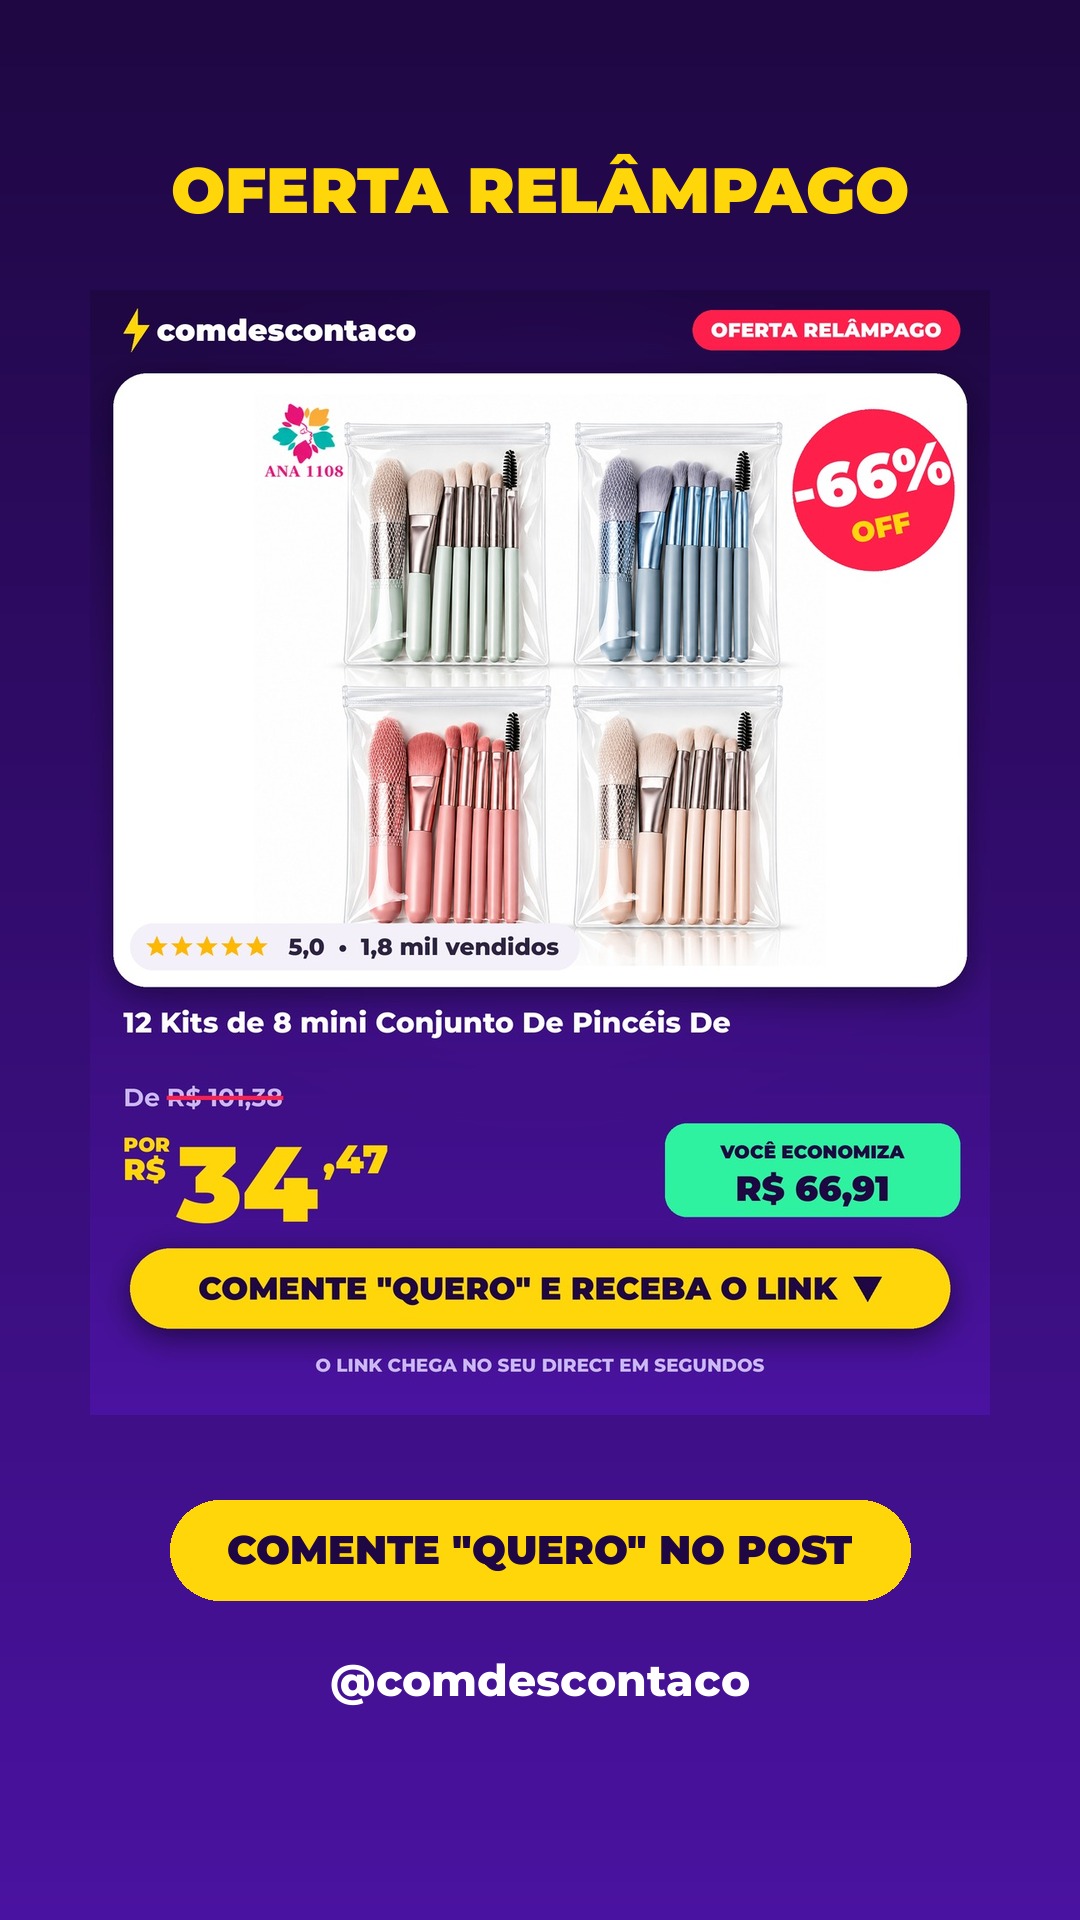 OFERTA RELÂMPAGO
comdescontaco
OFERTA RELÂMPAGO
ANA 1108
-66%
OFF
5,0 • 1,8 mil vendidos
12 Kits de 8 mini Conjunto De Pincéis De
De R$ 101,38
POR
R$ 34,47
VOCÊ ECONOMIZA
R$ 66,91
COMENTE "QUERO" E RECEBA O LINK ▼
O LINK CHEGA NO SEU DIRECT EM SEGUNDOS
COMENTE "QUERO" NO POST
@comdescontaco